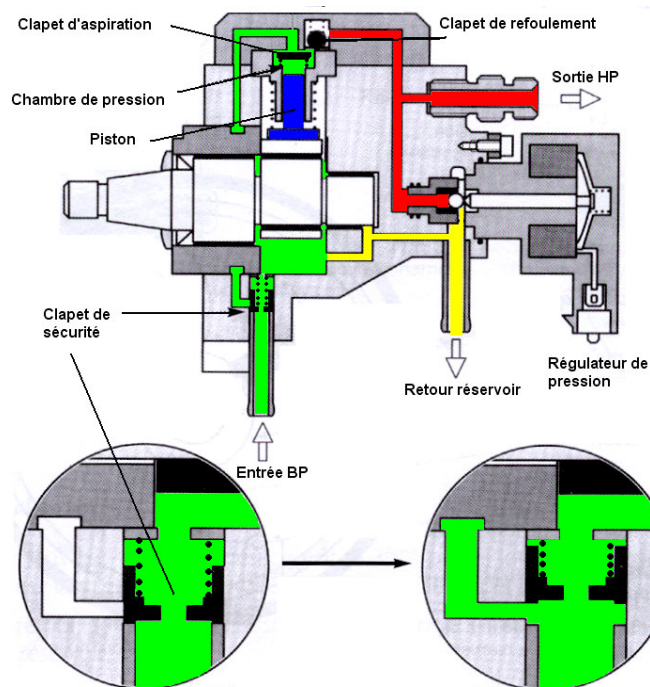 Clapet d'aspiration
Clapet de refoulement
Chambre de pression
Sortie HP
Piston
Clapet de
sécurité
Régulateur de
pression
Retour réservoir
Entrée BP